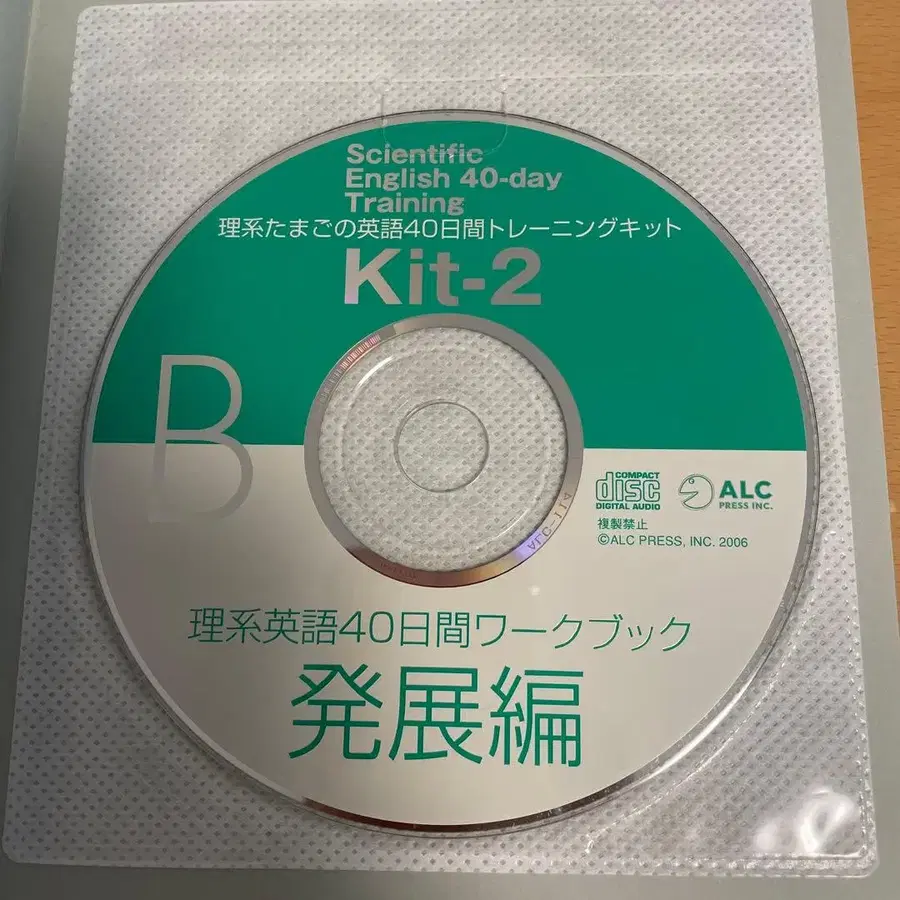 Scientific
English 40-day
Training
理系たまごの英語40日間トレーニングキット
Kit-2
B
COMPACT
disc
DIGITAL AUDIO
ALC
PRESS INC.
複製禁止
©ALC PRESS, INC. 2006
ALC-114
理系英語40日間ワークブック
発展編